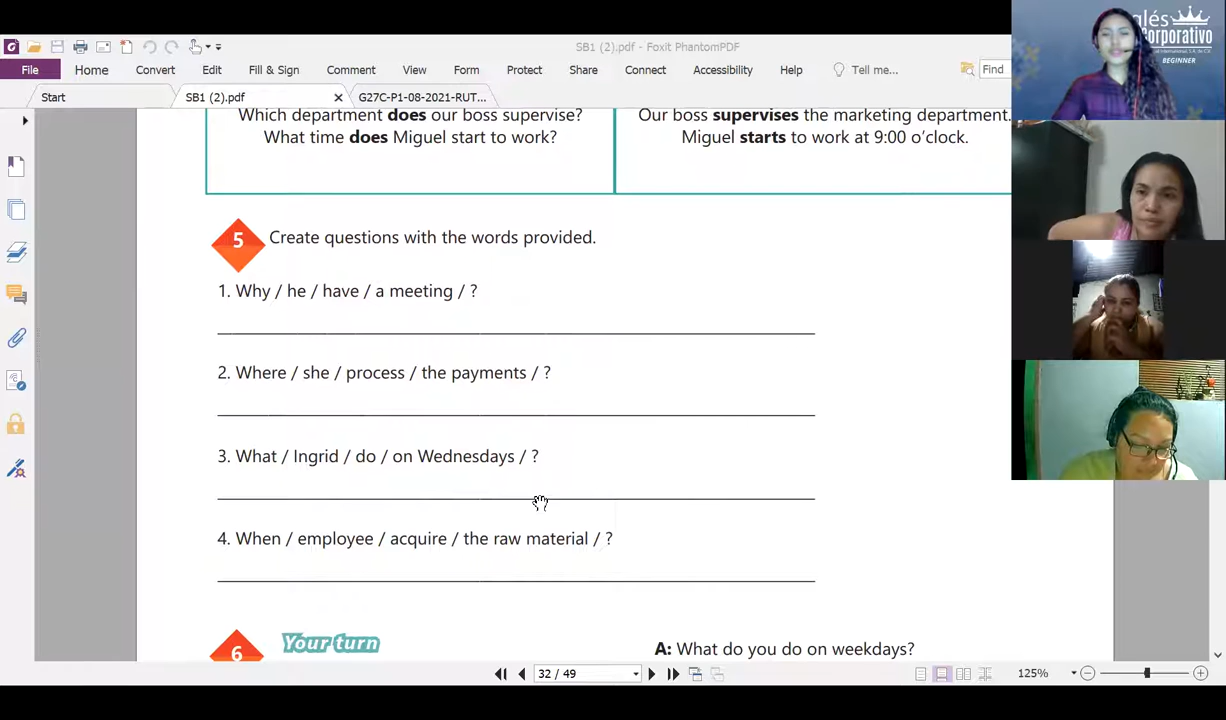 SB1 (2).pdf - Foxit PhantomPDF
File Home Convert Edit Fill & Sign Comment View Form Protect Share Connect Accessibility Help Tell me... Find
Start SB1 (2).pdf G27C-P1-08-2021-RUT...
Which department does our boss supervise?
What time does Miguel start to work?
Our boss supervises the marketing department.
Miguel starts to work at 9:00 o'clock.
5 Create questions with the words provided.
1. Why / he / have / a meeting / ?
2. Where / she / process / the payments / ?
3. What / Ingrid / do / on Wednesdays / ?
4. When / employee / acquire / the raw material / ?
6 Your turn
A: What do you do on weekdays?
32 / 49
125%
Corporativo
BEGINNER